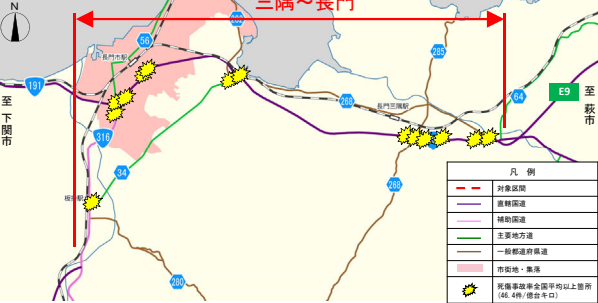 三隅～長門
N
56
285
長門市駅
191
至 下関市
268
長門三隅駅
64
E9
至 萩市
316
34
板持駅
268
280
凡 例
対象区間
直轄国道
補助国道
主要地方道
一般都道府県道
市街地・集落
死傷事故率全国平均以上箇所
(46.4件/億台キロ)